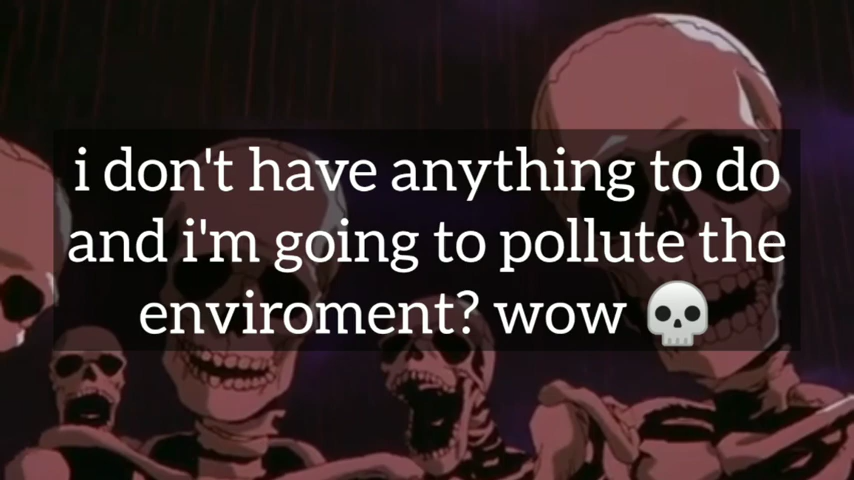 i don't have anything to do
and i'm going to pollute the
enviroment? wow 💀